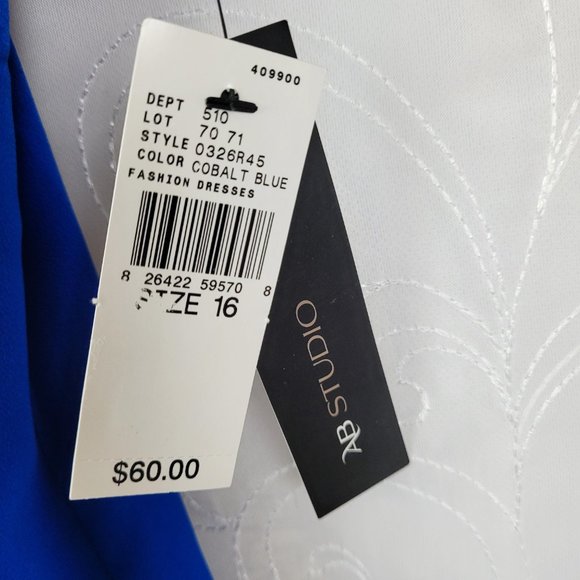 409900
DEPT 510
LOT 70 71
STYLE 0326R45
COLOR COBALT BLUE
FASHION DRESSES
8 26422 59570 8
SIZE 16
$60.00
AB STUDIO